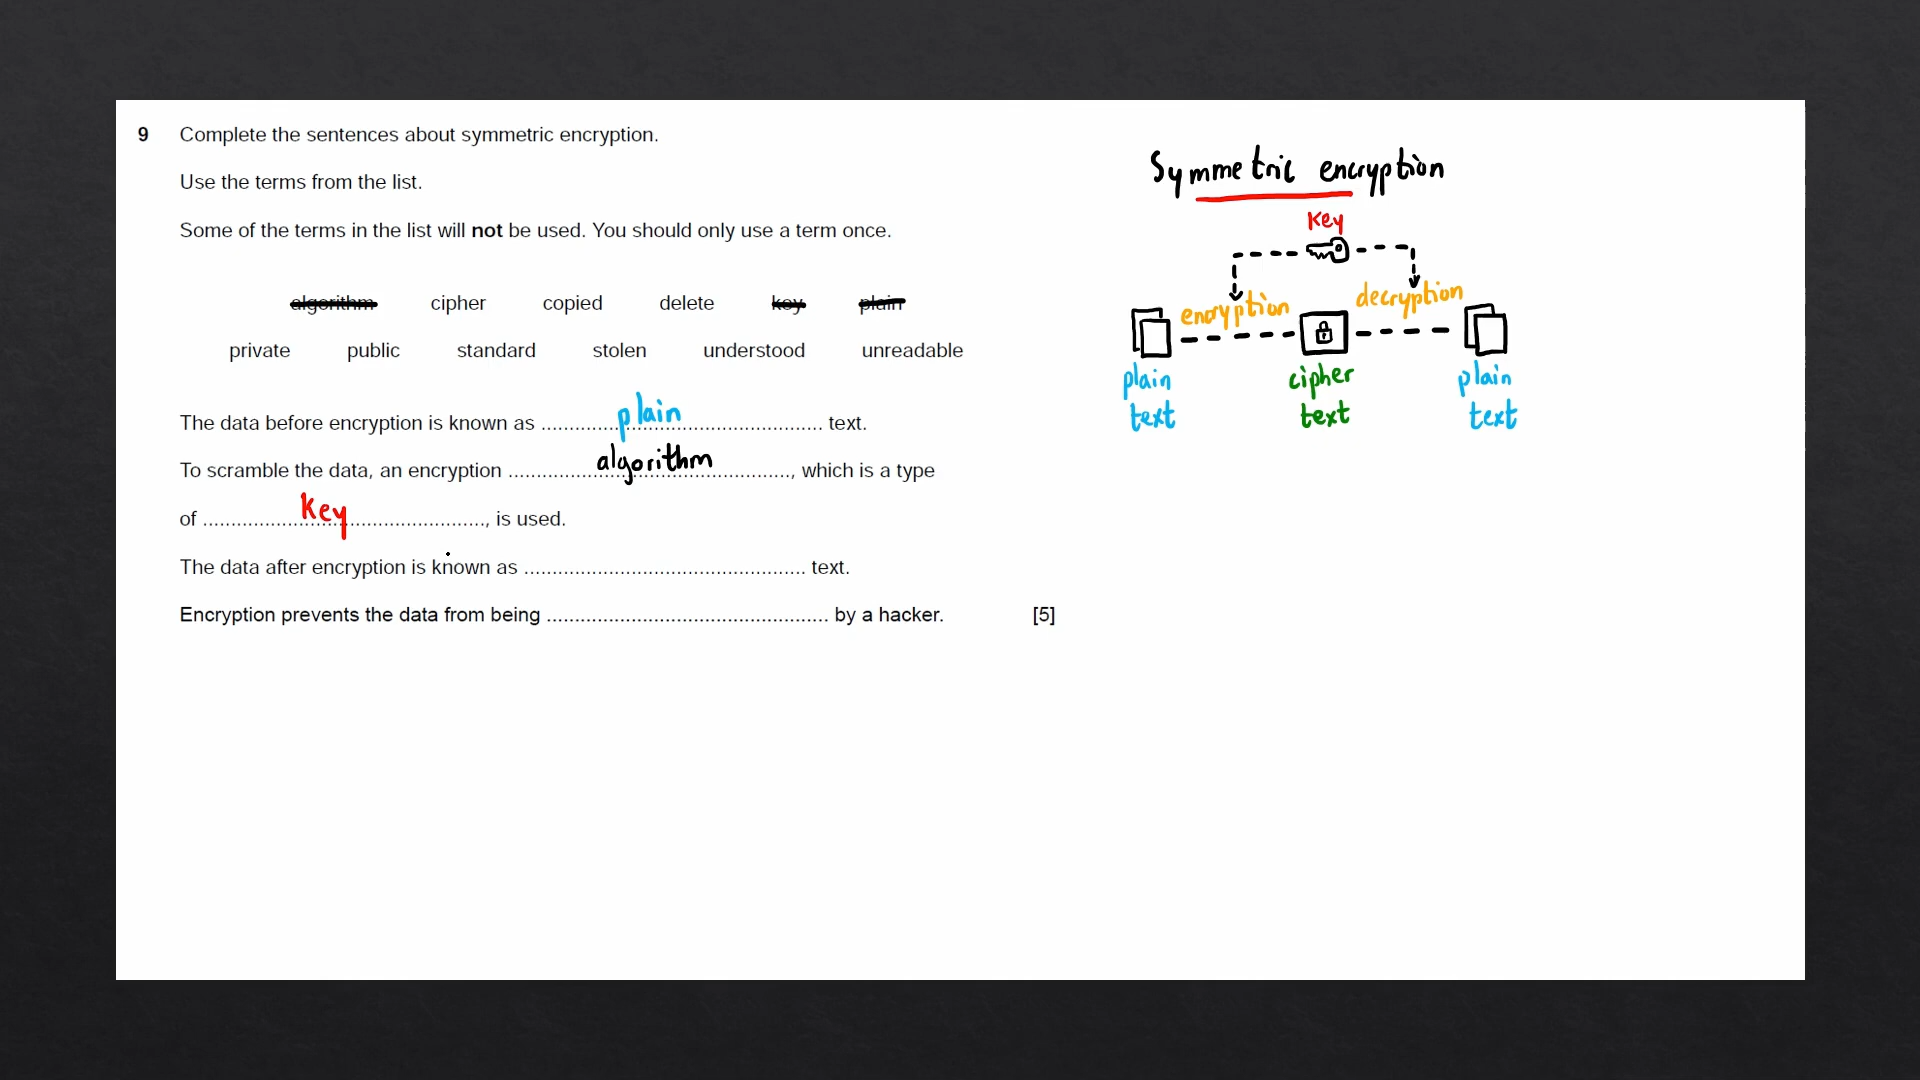 9 Complete the sentences about symmetric encryption.
Use the terms from the list.
Some of the terms in the list will not be used. You should only use a term once.
algorithm cipher copied delete key plain
private public standard stolen understood unreadable
The data before encryption is known as .......... plain .......... text.
To scramble the data, an encryption .......... algorithm .........., which is a type
of .......... Key .........., is used.
The data after encryption is known as .................................................. text.
Encryption prevents the data from being .................................................. by a hacker. [5]
Symmetric encryption
Key
encryption decryption
plain text
cipher text
plain text